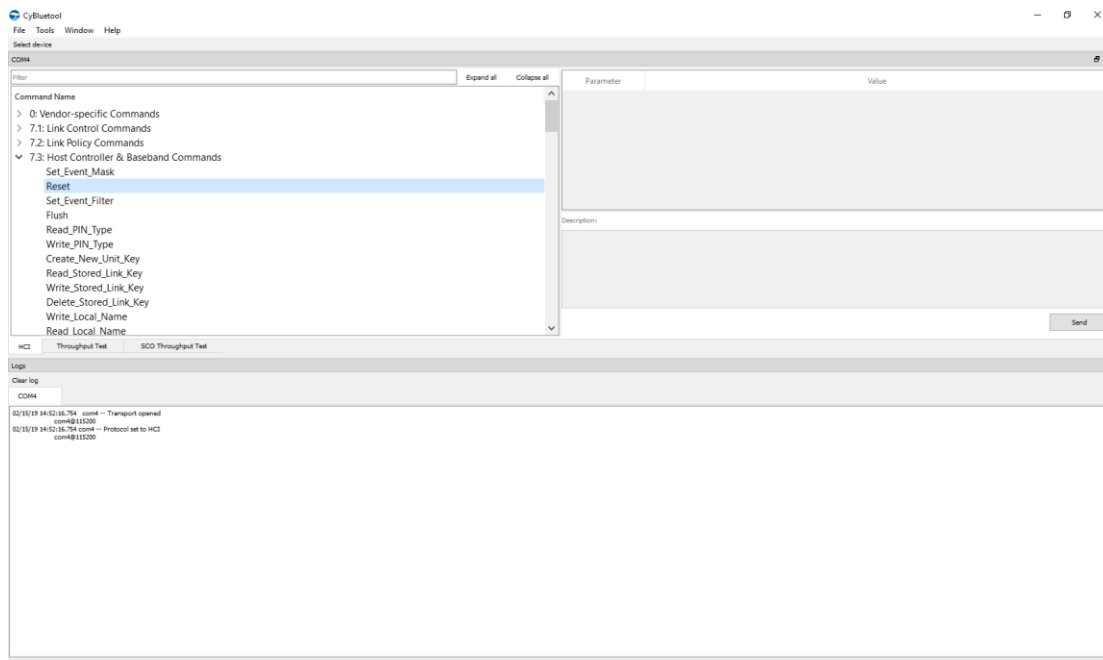 CyBluetool
File Tools Window Help
Select device
COM4
Filter Expand all Collapse all
Command Name
0: Vendor-specific Commands
7.1: Link Control Commands
7.2: Link Policy Commands
7.3: Host Controller & Baseband Commands
Set_Event_Mask
Reset
Set_Event_Filter
Flush
Read_PIN_Type
Write_PIN_Type
Create_New_Unit_Key
Read_Stored_Link_Key
Write_Stored_Link_Key
Delete_Stored_Link_Key
Write_Local_Name
Read_Local_Name
Parameter Value
Description:
Send
HCI Throughput Test SCO Throughput Test
Logs
Clear log
COM4
02/15/19 14:52:16.754 com4 -- Transport opened
com4@115200
02/15/19 14:52:16.754 com4 -- Protocol set to HCI
com4@115200